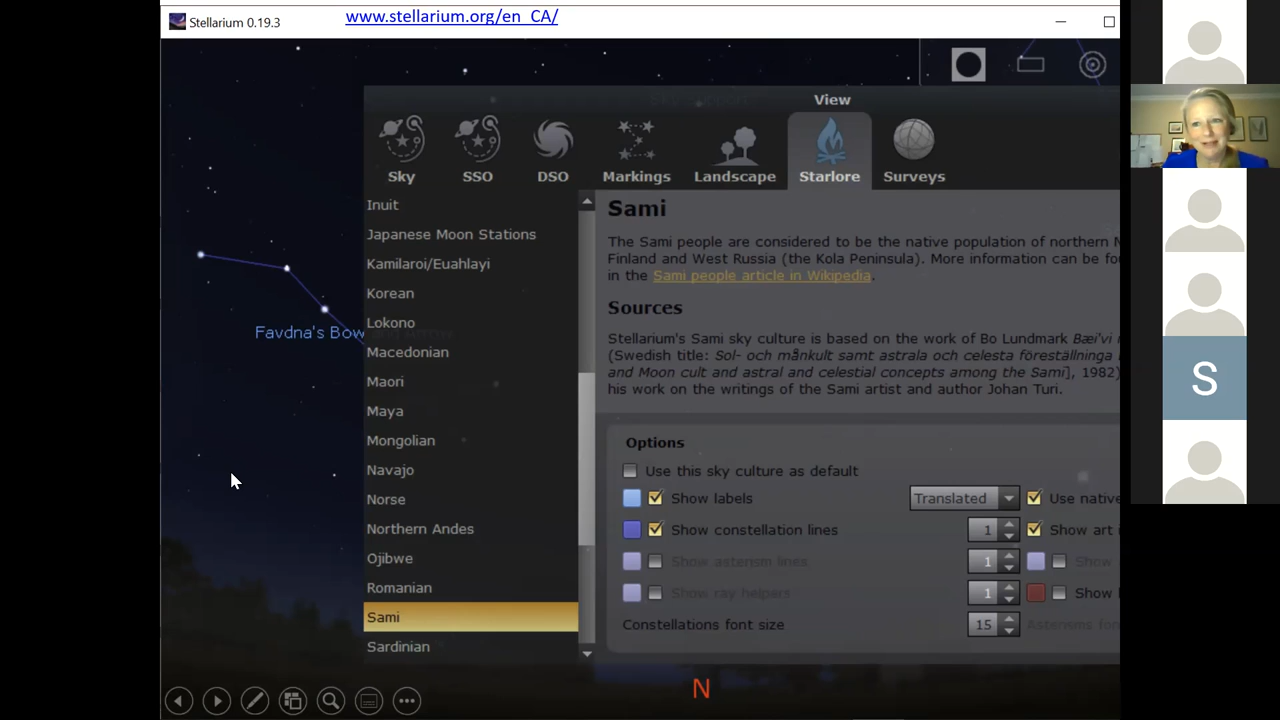 www.stellarium.org/en_CA/
Stellarium 0.19.3
View
Sky
SSO
DSO
Markings
Landscape
Starlore
Surveys
Inuit
Japanese Moon Stations
Kamilaroi/Euahlayi
Korean
Lokono
Macedonian
Maori
Maya
Mongolian
Navajo
Norse
Northern Andes
Ojibwe
Romanian
Sami
Sardinian
Favdna's Bow
Sami
The Sami people are considered to be the native population of northern N
Finland and West Russia (the Kola Peninsula). More information can be fo
in the Sami people article in Wikipedia.
Sources
Stellarium's Sami sky culture is based on the work of Bo Lundmark Bæi'vi
(Swedish title: Sol- och månkult samt astrala och celesta föreställninga
and Moon cult and astral and celestial concepts among the Sami], 1982)
his work on the writings of the Sami artist and author Johan Turi.
Options
Use this sky culture as default
Show labels
Translated
Use native
Show constellation lines
1
Show art i
Show asterism lines
1
Show
Show ray helpers
1
Show
Constellations font size
15
Asterisms fon
N
S